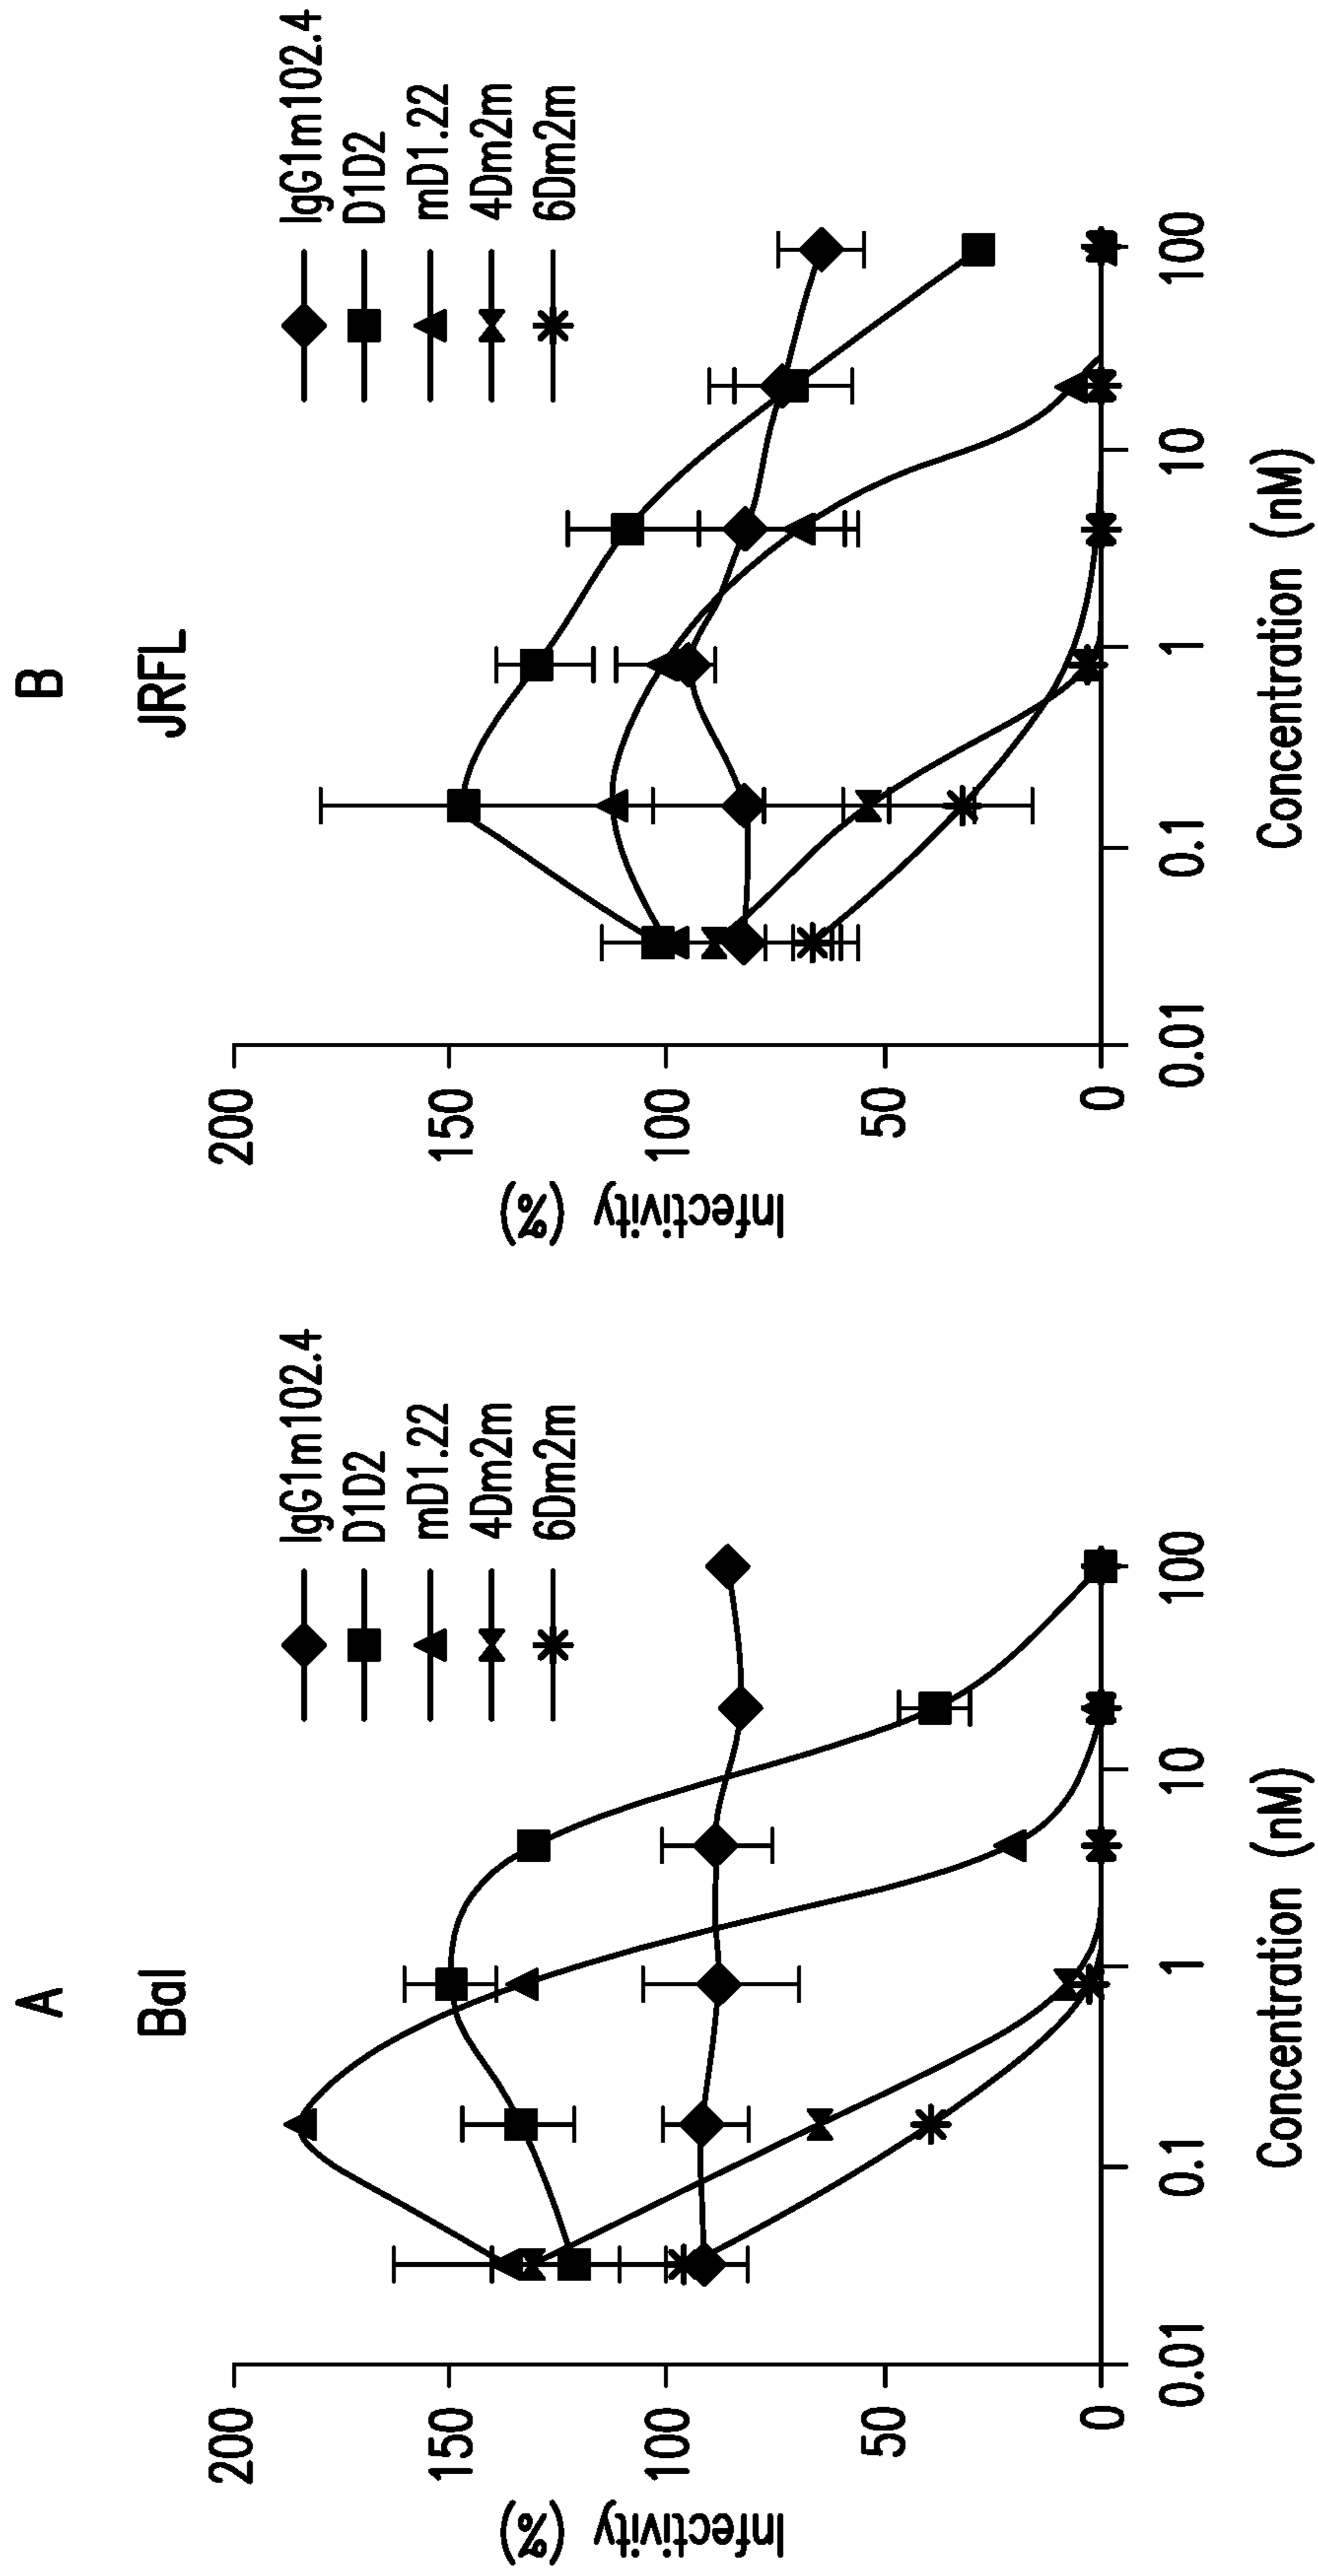 A
Bal
IgG1m102.4
D1D2
mD1.22
4Dm2m
6Dm2m
Infectivity (%)
200
150
100
50
0
0.01
0.1
1
10
100
Concentration (nM)
B
JRFL
IgG1m102.4
D1D2
mD1.22
4Dm2m
6Dm2m
Infectivity (%)
200
150
100
50
0
0.01
0.1
1
10
100
Concentration (nM)